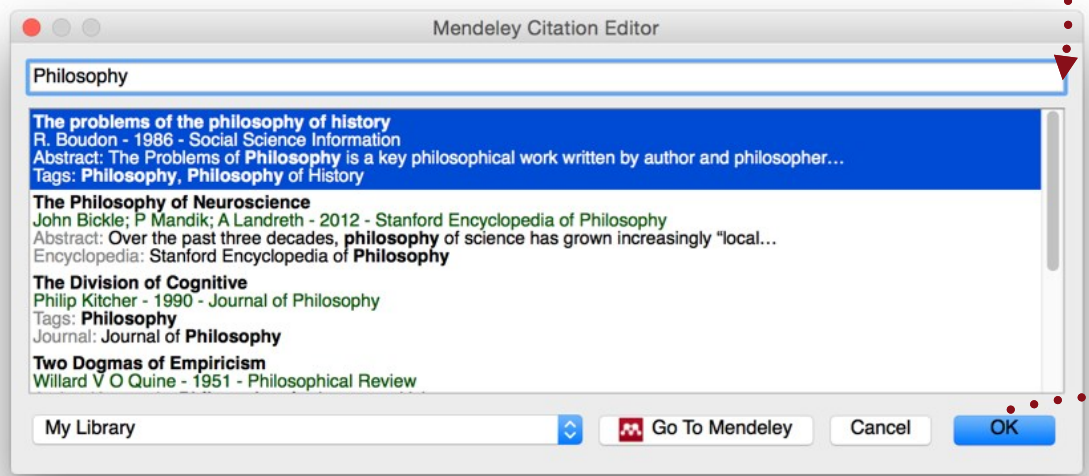 Mendeley Citation Editor
Philosophy
The problems of the philosophy of history
R. Boudon - 1986 - Social Science Information
Abstract: The Problems of Philosophy is a key philosophical work written by author and philosopher…
Tags: Philosophy, Philosophy of History
The Philosophy of Neuroscience
John Bickle; P Mandik; A Landreth - 2012 - Stanford Encyclopedia of Philosophy
Abstract: Over the past three decades, philosophy of science has grown increasingly “local…
Encyclopedia: Stanford Encyclopedia of Philosophy
The Division of Cognitive
Philip Kitcher - 1990 - Journal of Philosophy
Tags: Philosophy
Journal: Journal of Philosophy
Two Dogmas of Empiricism
Willard V O Quine - 1951 - Philosophical Review
My Library
Go To Mendeley
Cancel
OK